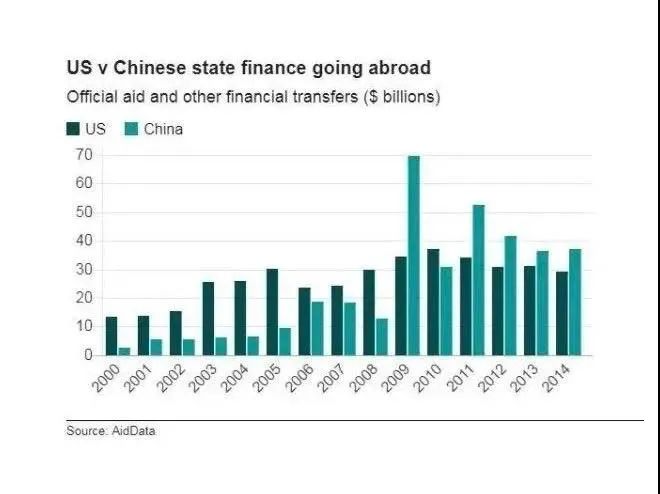 US v Chinese state finance going abroad
Official aid and other financial transfers ($ billions)
US China
70
60
50
40
30
20
10
0
2000 2001 2002 2003 2004 2005 2006 2007 2008 2009 2010 2011 2012 2013 2014
Source: AidData